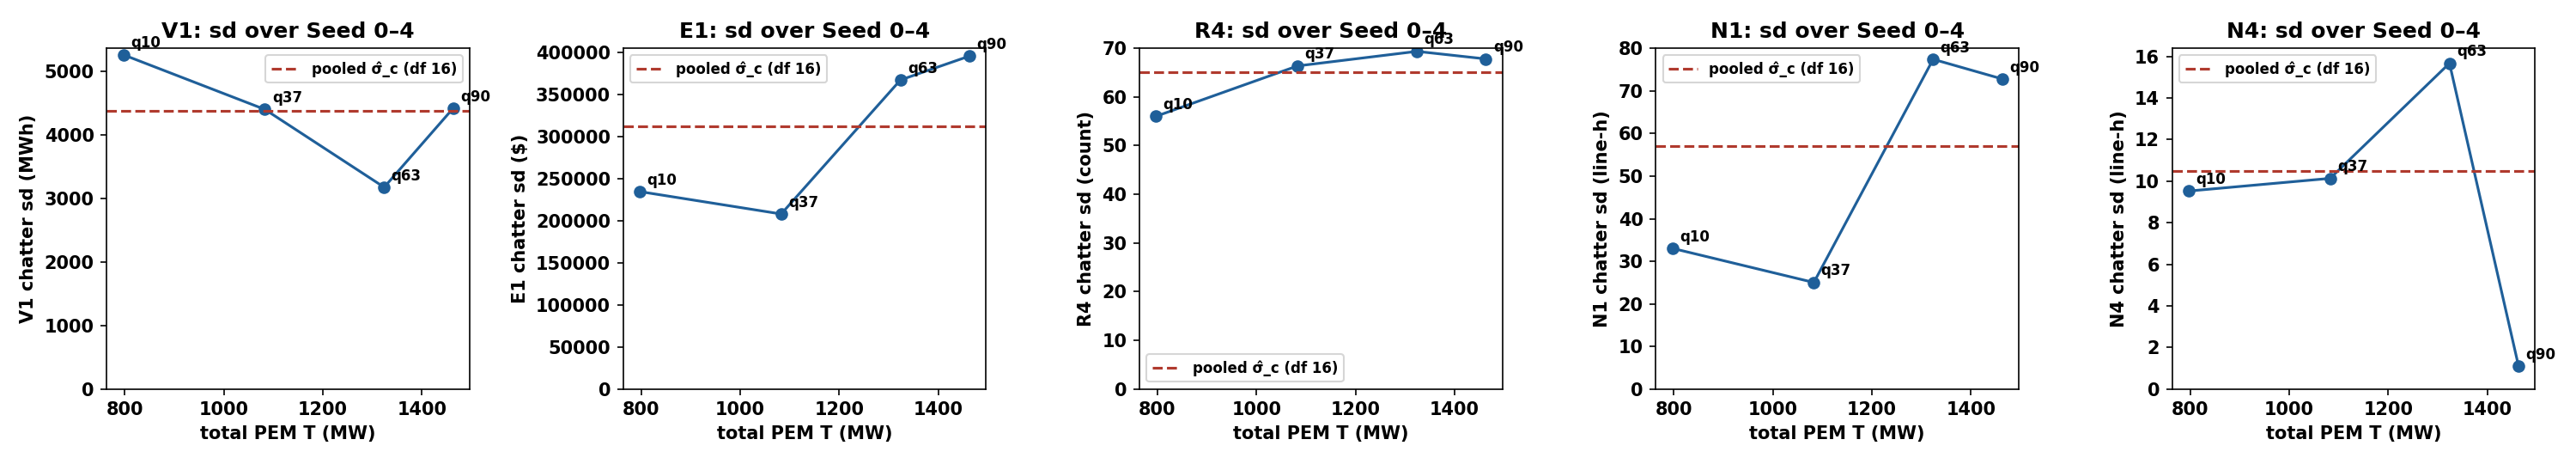 V1: sd over Seed 0–4
q10
q37
q63
q90
pooled σ̂_c (df 16)
V1 chatter sd (MWh)
5000
4000
3000
2000
1000
0
800 1000 1200 1400
total PEM T (MW)
E1: sd over Seed 0–4
q10
q37
q63
q90
pooled σ̂_c (df 16)
E1 chatter sd ($)
400000
350000
300000
250000
200000
150000
100000
50000
0
800 1000 1200 1400
total PEM T (MW)
R4: sd over Seed 0–4
q10
q37
q63
q90
pooled σ̂_c (df 16)
R4 chatter sd (count)
70
60
50
40
30
20
10
0
800 1000 1200 1400
total PEM T (MW)
N1: sd over Seed 0–4
q10
q37
q63
q90
pooled σ̂_c (df 16)
N1 chatter sd (line-h)
80
70
60
50
40
30
20
10
0
800 1000 1200 1400
total PEM T (MW)
N4: sd over Seed 0–4
q10
q37
q63
q90
pooled σ̂_c (df 16)
N4 chatter sd (line-h)
16
14
12
10
8
6
4
2
0
800 1000 1200 1400
total PEM T (MW)